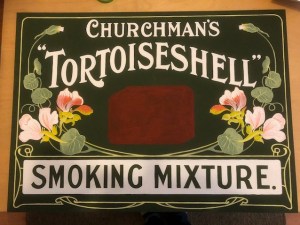 CHURCHMAN'S
"TORTOISESHELL"
SMOKING MIXTURE.